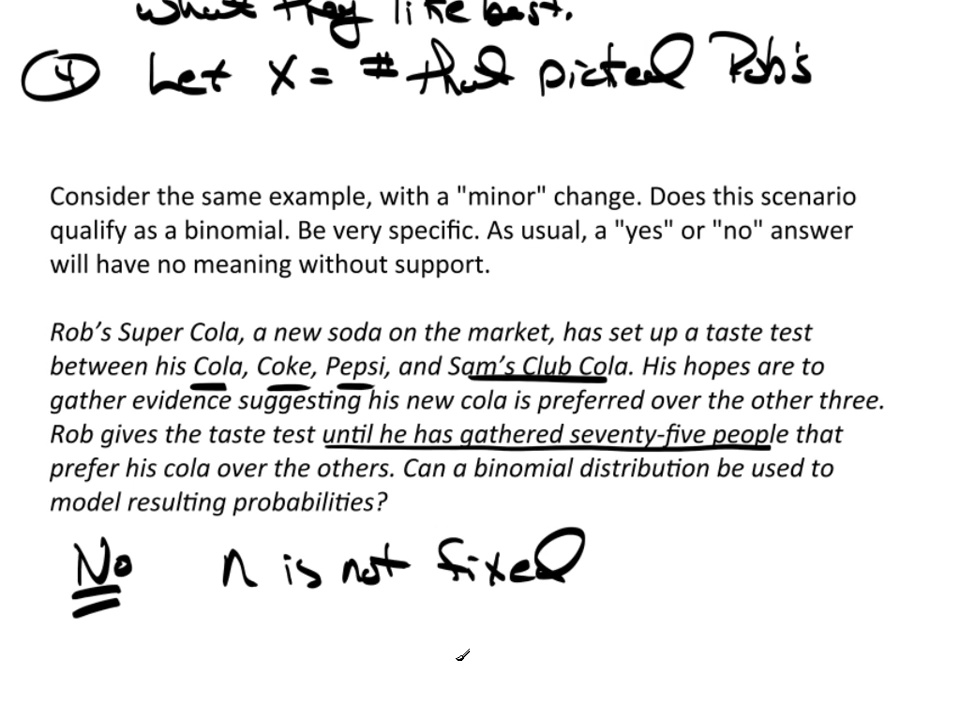 what they like best.
④ Let X = # that picked Rob's
Consider the same example, with a "minor" change. Does this scenario
qualify as a binomial. Be very specific. As usual, a "yes" or "no" answer
will have no meaning without support.
Rob’s Super Cola, a new soda on the market, has set up a taste test
between his Cola, Coke, Pepsi, and Sam’s Club Cola. His hopes are to
gather evidence suggesting his new cola is preferred over the other three.
Rob gives the taste test until he has gathered seventy-five people that
prefer his cola over the others. Can a binomial distribution be used to
model resulting probabilities?
No n is not fixed